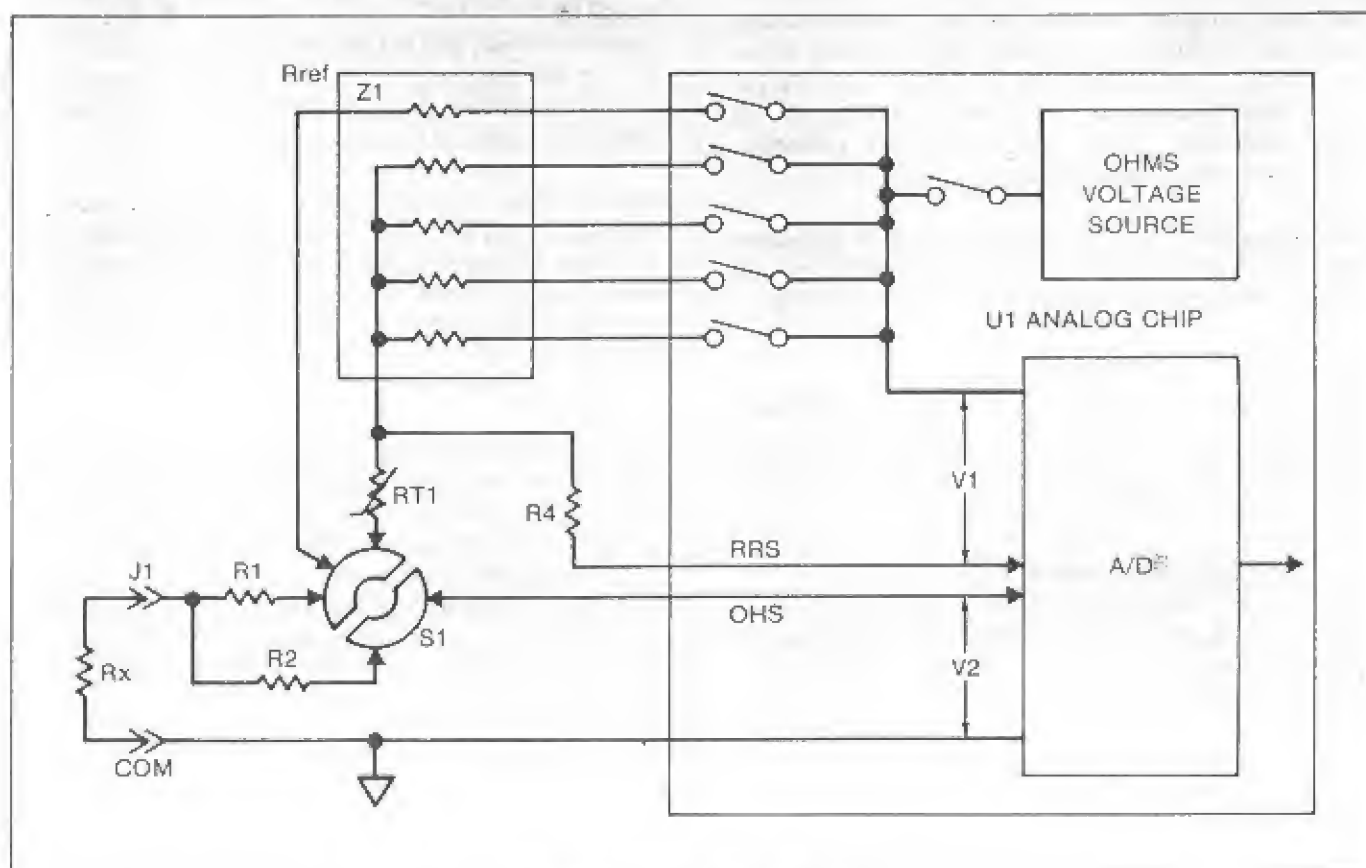 Rref
Z1
OHMS
VOLTAGE
SOURCE
U1 ANALOG CHIP
RT1
R4
V1
RRS
A/D
J1
R1
OHS
S1
R2
Rx
V2
COM